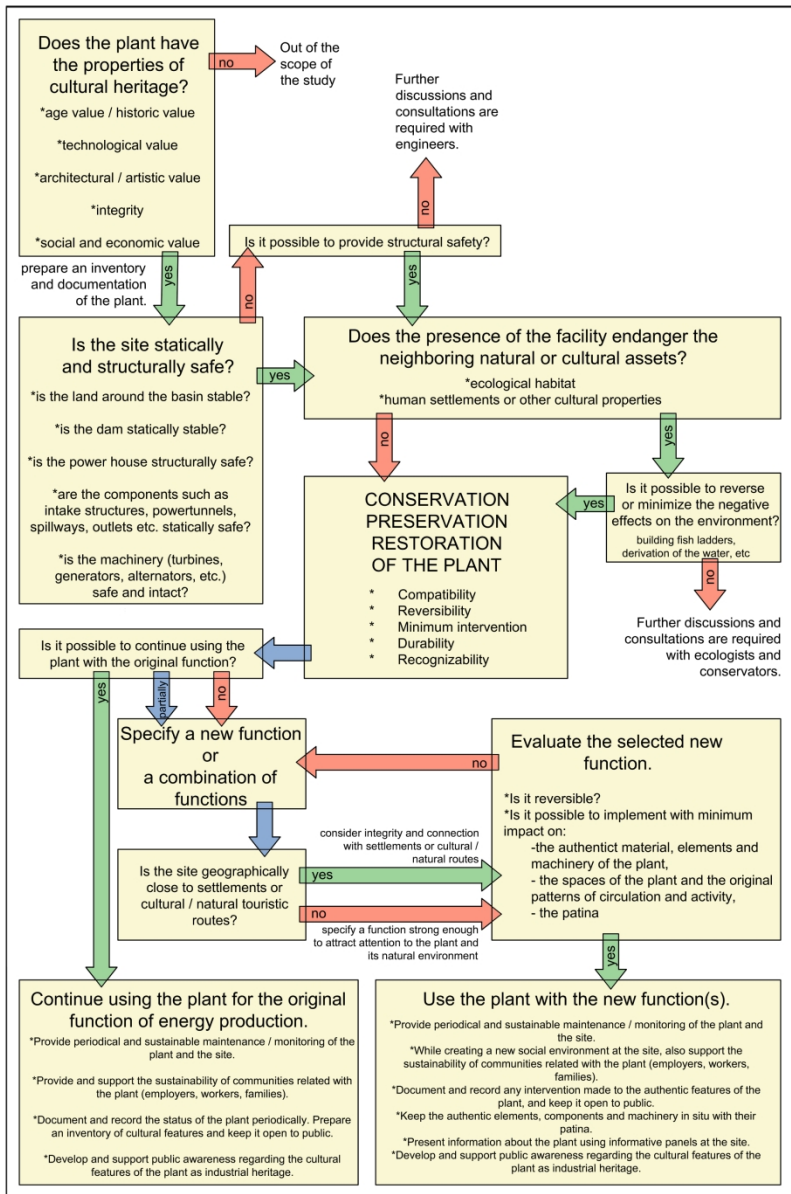 Does the plant have
the properties of
cultural heritage?
*age value / historic value
*technological value
*architectural / artistic value
*integrity
*social and economic value
no
Out of the
scope of
the study
Further
discussions and
consultations are
required with
engineers.
no
Is it possible to provide structural safety?
yes
prepare an inventory
and documentation
of the plant.
yes
no
Is the site statically
and structurally safe?
*is the land around the basin stable?
*is the dam statically stable?
*is the power house structurally safe?
*are the components such as
intake structures, powertunnels,
spillways, outlets etc. statically safe?
*is the machinery (turbines,
generators, alternators, etc.)
safe and intact?
yes
Does the presence of the facility endanger the
neighboring natural or cultural assets?
*ecological habitat
*human settlements or other cultural properties
no
yes
CONSERVATION
PRESERVATION
RESTORATION
OF THE PLANT
* Compatibility
* Reversibility
* Minimum intervention
* Durability
* Recognizability
yes
Is it possible to reverse
or minimize the negative
effects on the environment?
building fish ladders,
derivation of the water, etc
no
Further discussions and
consultations are required
with ecologists and
conservators.
Is it possible to continue using the
plant with the original function?
yes
partially
no
Specify a new function
or
a combination of
functions
no
Evaluate the selected new
function.
*Is it reversible?
*Is it possible to implement with minimum
impact on:
-the authentict material, elements and
machinery of the plant,
- the spaces of the plant and the original
patterns of circulation and activity,
- the patina
Is the site geographically
close to settlements or
cultural / natural touristic
routes?
consider integrity and connection
with settlements or cultural /
natural routes
yes
no
specify a function strong enough
to attract attention to the plant and
its natural environment
yes
Continue using the plant for the original
function of energy production.
*Provide periodical and sustainable maintenance / monitoring of the
plant and the site.
*Provide and support the sustainability of communities related with
the plant (employers, workers, families).
*Document and record the status of the plant periodically. Prepare
an inventory of cultural features and keep it open to public.
*Develop and support public awareness regarding the cultural
features of the plant as industrial heritage.
Use the plant with the new function(s).
*Provide periodical and sustainable maintenance / monitoring of the plant and
the site.
*While creating a new social environment at the site, also support the
sustainability of communities related with the plant (employers, workers,
families).
*Document and record any intervention made to the authentic features of the
plant, and keep it open to public.
*Keep the authentic elements, components and machinery in situ with their
patina.
*Present information about the plant using informative panels at the site.
*Develop and support public awareness regarding the cultural features of the
plant as industrial heritage.